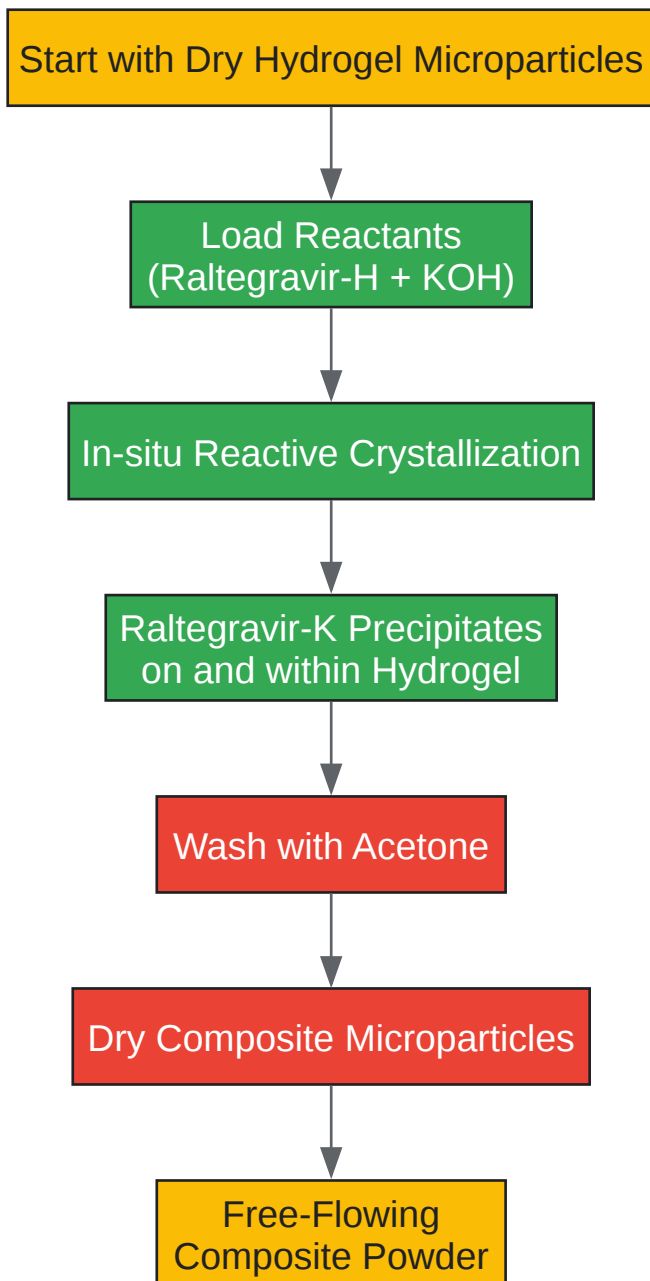 Start with Dry Hydrogel Microparticles
Load Reactants
(Raltegravir-H + KOH)
In-situ Reactive Crystallization
Raltegravir-K Precipitates
on and within Hydrogel
Wash with Acetone
Dry Composite Microparticles
Free-Flowing
Composite Powder